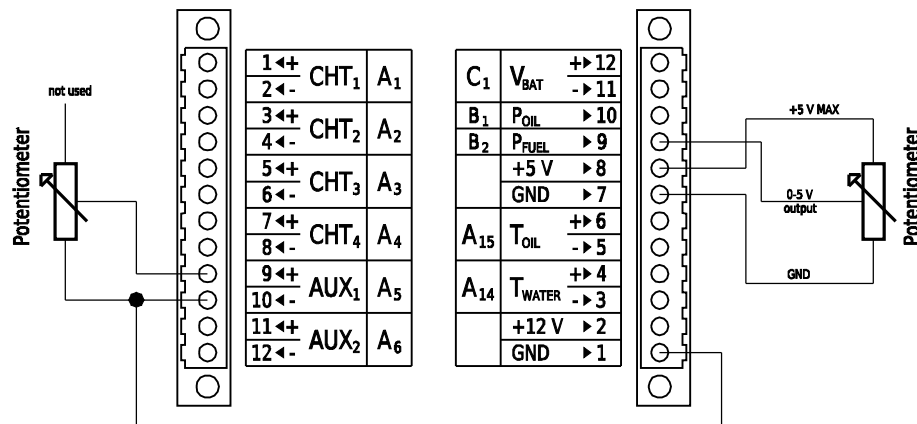 not used
Potentiometer
1 + CHT1 A1
2 -
3 + CHT2 A2
4 -
5 + CHT3 A3
6 -
7 + CHT4 A4
8 -
9 + AUX1 A5
10 -
11 + AUX2 A6
12 -
C1 VBAT + 12
- 11
B1 POIL 10
B2 PFUEL 9
+5 V 8
GND 7
A15 TOIL + 6
- 5
A14 TWATER + 4
- 3
+12 V 2
GND 1
+5 V MAX
0-5 V
output
GND
Potentiometer